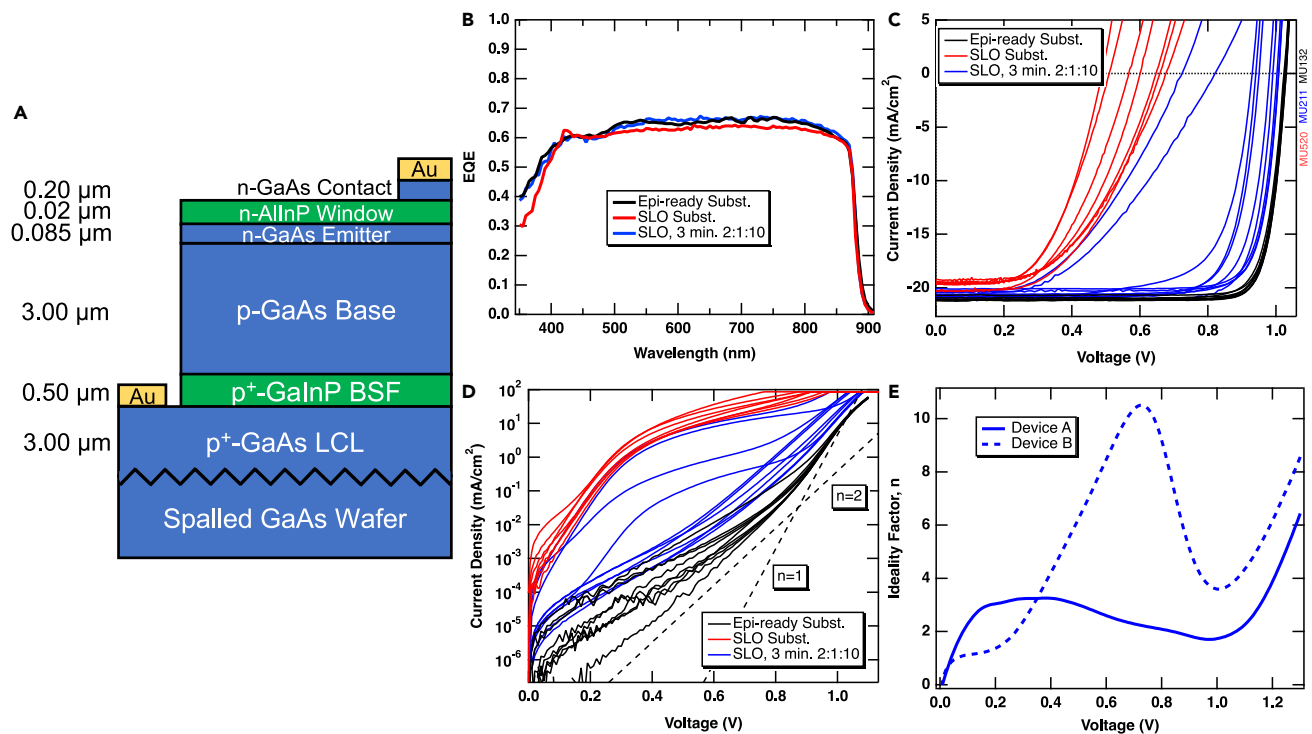 A
Au
0.20 µm
n-GaAs Contact
0.02 µm
n-AlInP Window
0.085 µm
n-GaAs Emitter
3.00 µm
p-GaAs Base
0.50 µm
Au
p⁺-GaInP BSF
3.00 µm
p⁺-GaAs LCL
Spalled GaAs Wafer
B
1.0
0.9
0.8
0.7
0.6
0.5
0.4
0.3
0.2
0.1
0.0
EQE
Epi-ready Subst.
SLO Subst.
SLO, 3 min. 2:1:10
400 500 600 700 800 900
Wavelength (nm)
C
5
0
-5
-10
-15
-20
Current Density (mA/cm²)
Epi-ready Subst.
SLO Subst.
SLO, 3 min. 2:1:10
0.0 0.2 0.4 0.6 0.8 1.0
Voltage (V)
MU520 MU211 MU132
D
10²
10¹
10⁰
10⁻¹
10⁻²
10⁻³
10⁻⁴
10⁻⁵
10⁻⁶
Current Density (mA/cm²)
n=2
n=1
Epi-ready Subst.
SLO Subst.
SLO, 3 min. 2:1:10
0.0 0.2 0.4 0.6 0.8 1.0
Voltage (V)
E
10
8
6
4
2
0
Ideality Factor, n
Device A
Device B
0.0 0.2 0.4 0.6 0.8 1.0 1.2
Voltage (V)